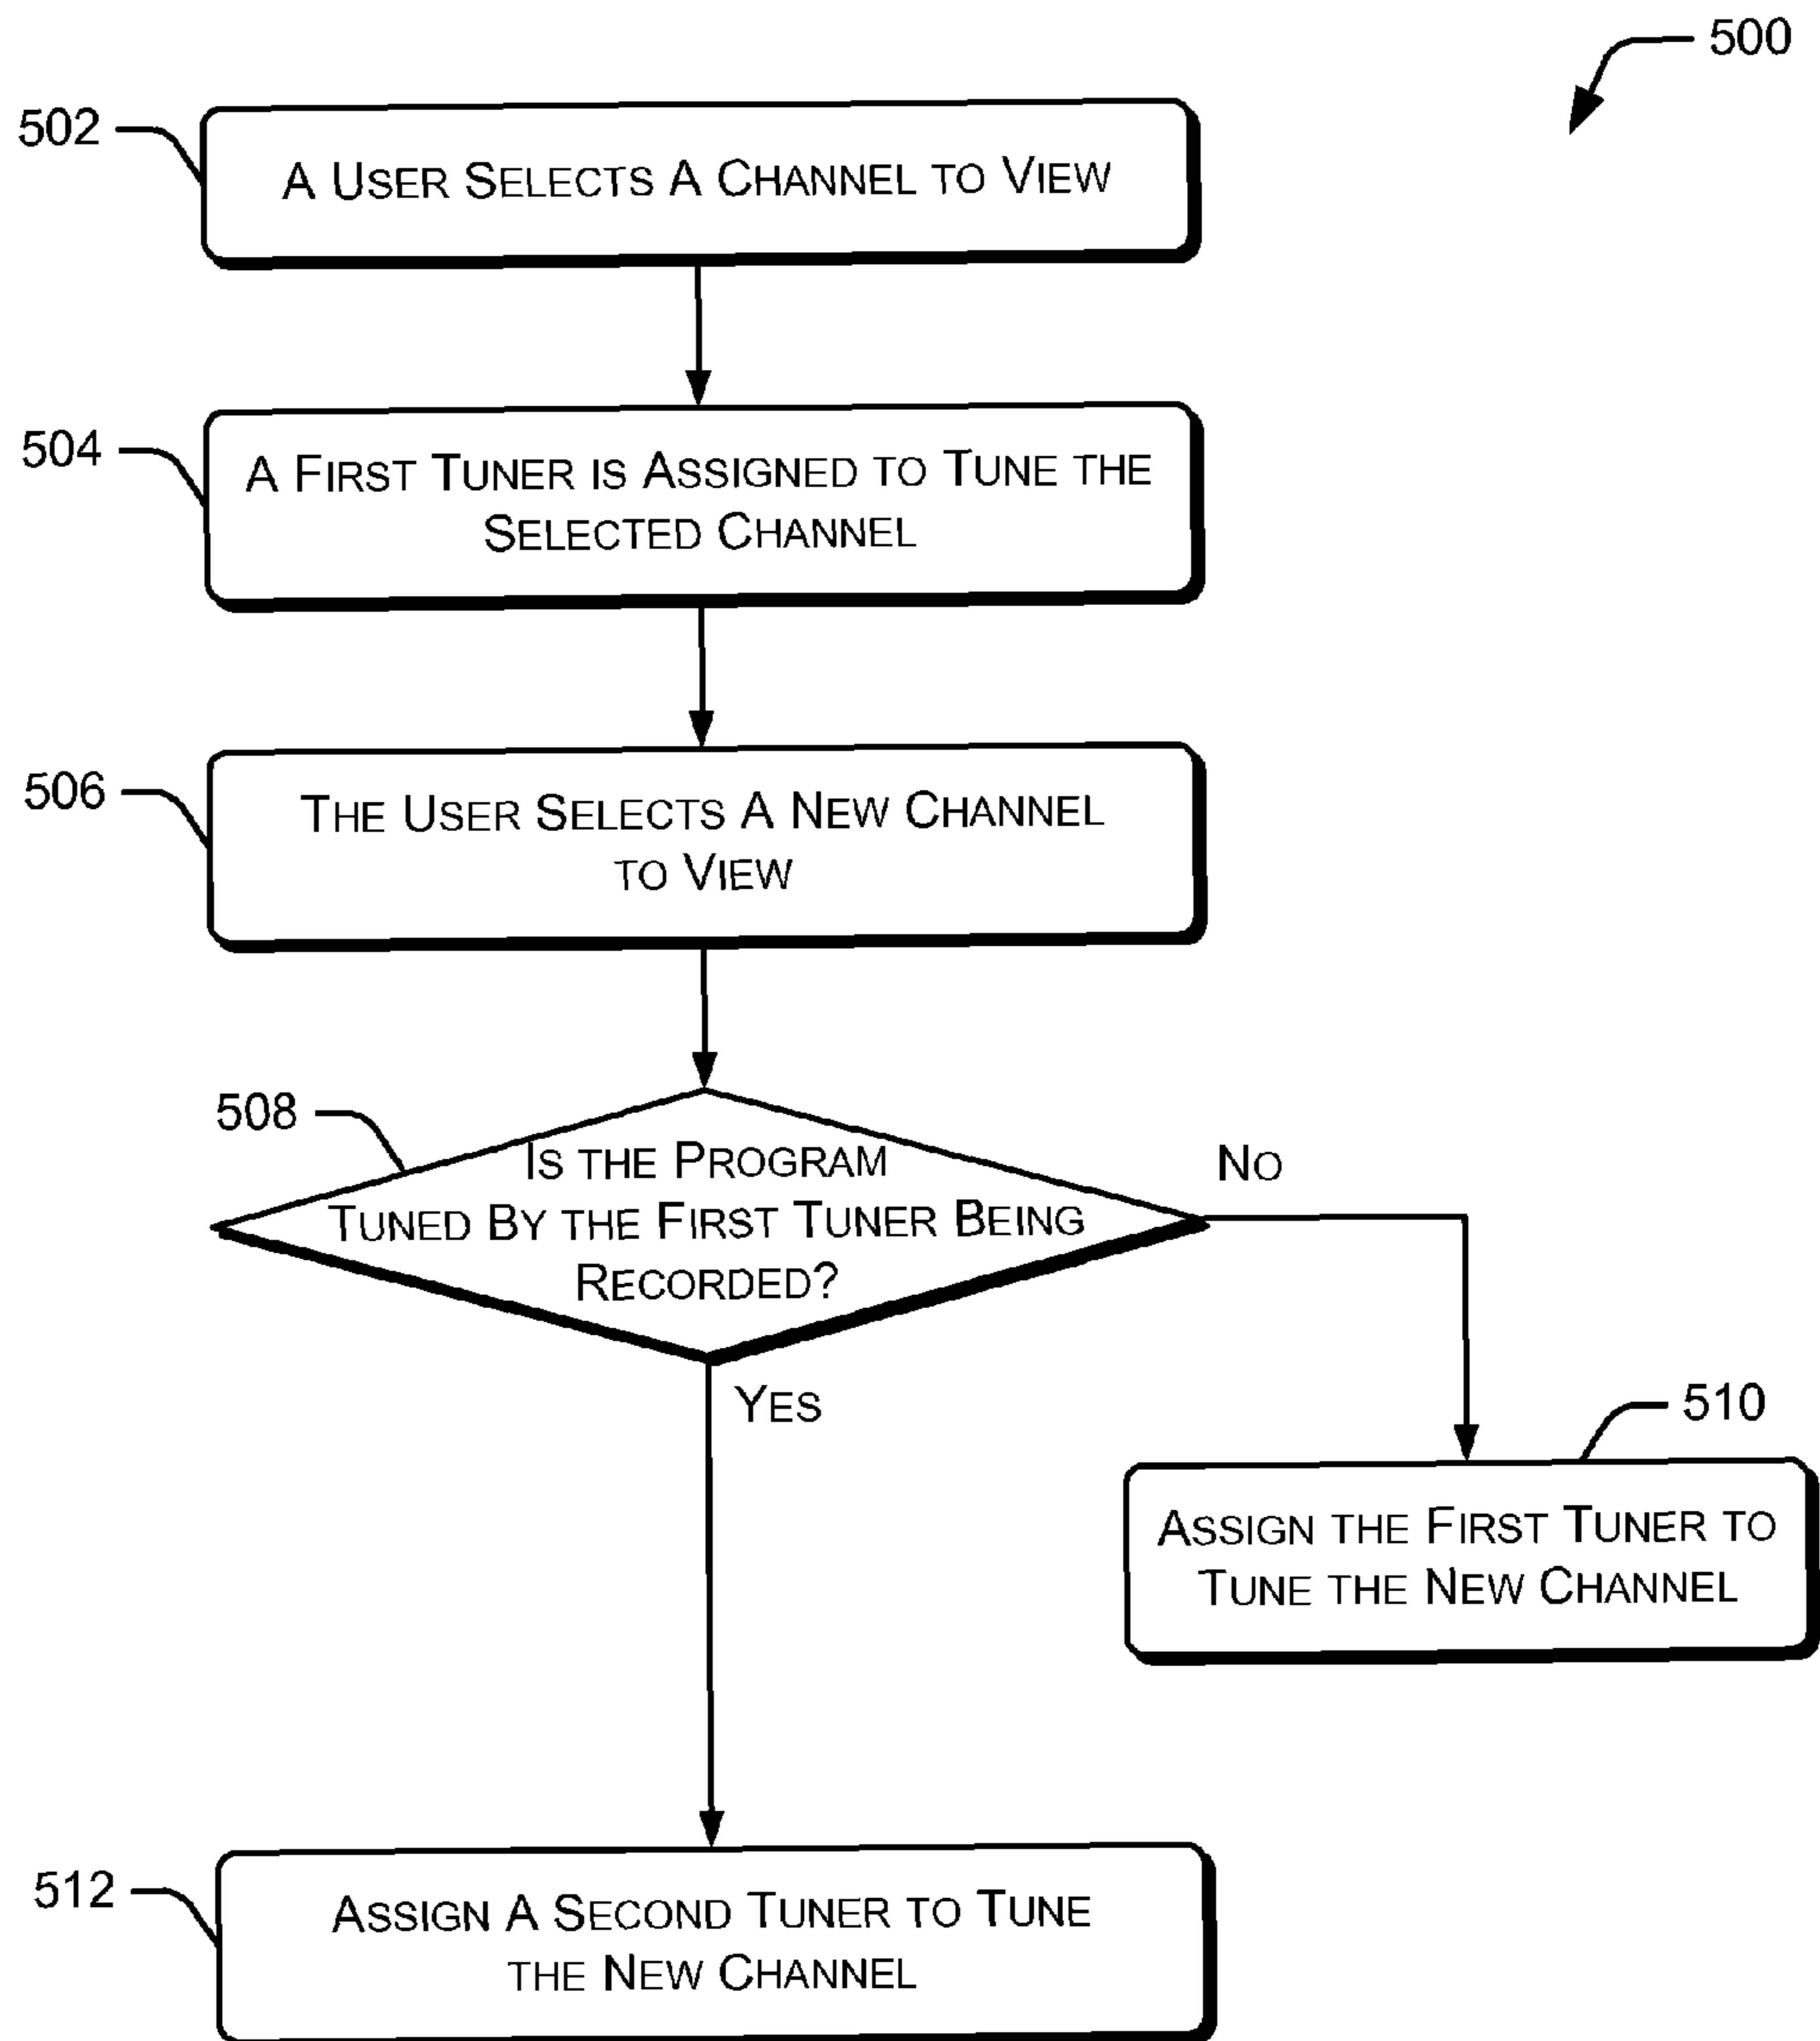 500
502
A USER SELECTS A CHANNEL TO VIEW
504
A FIRST TUNER IS ASSIGNED TO TUNE THE
SELECTED CHANNEL
506
THE USER SELECTS A NEW CHANNEL
TO VIEW
508
IS THE PROGRAM
TUNED BY THE FIRST TUNER BEING
RECORDED?
NO
YES
510
ASSIGN THE FIRST TUNER TO
TUNE THE NEW CHANNEL
512
ASSIGN A SECOND TUNER TO TUNE
THE NEW CHANNEL